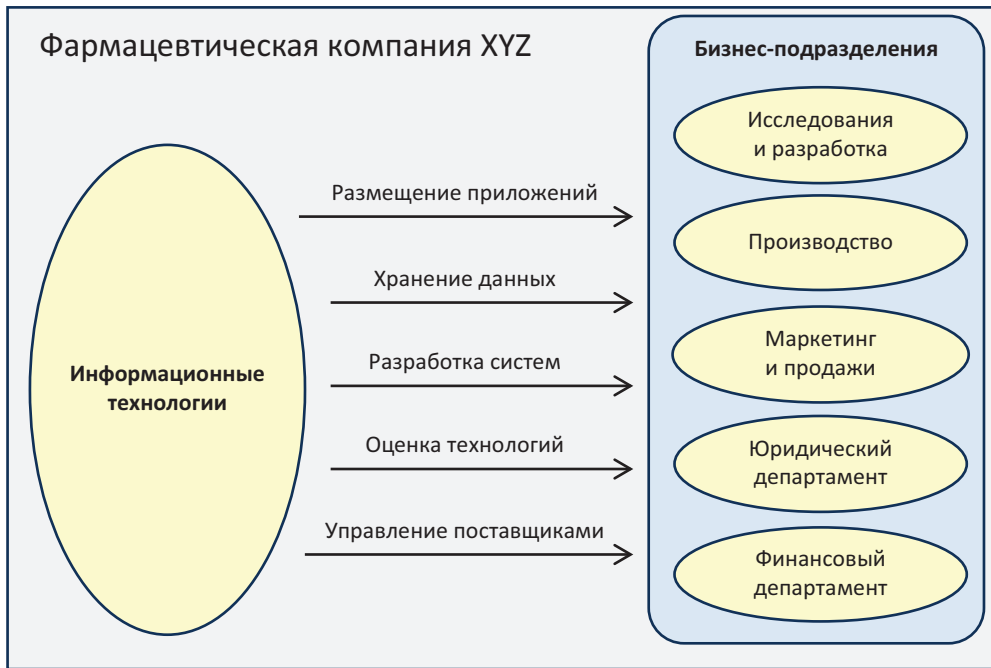 Фармацевтическая компания XYZ
Бизнес-подразделения
Исследования
и разработка
Размещение приложений
Производство
Хранение данных
Маркетинг
и продажи
Информационные
технологии
Разработка систем
Оценка технологий
Юридический
департамент
Управление поставщиками
Финансовый
департамент